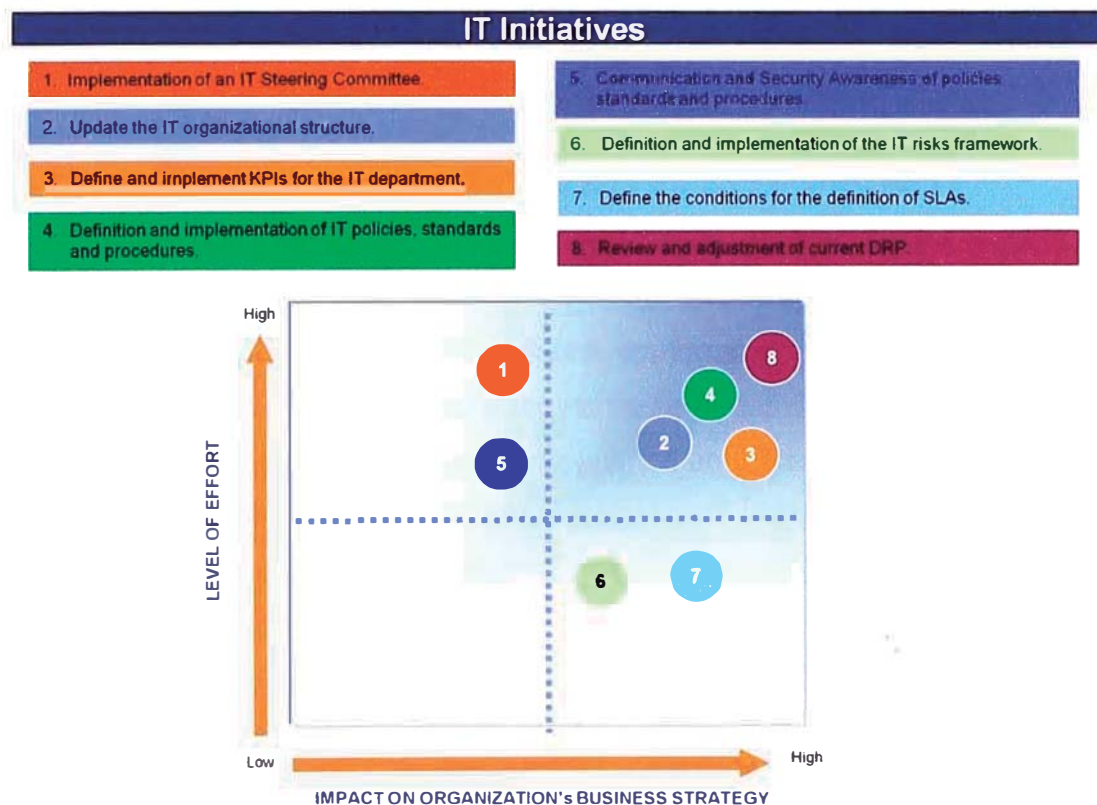 IT Initiatives
1. Implementation of an IT Steering Committee.
2. Update the IT organizational structure.
3. Define and irnplement KPIs for the IT department.
4. Definition and implementation of IT policies, standards
and procedures.
5. Communication and Security Awareness of policies
standards and procedures.
6. Definition and implementation of the IT risks framework.
7. Define the conditions for the definition of SLAs.
8. Review and adjustment of current DRP.
High
LEVEL OF EFFORT
1
8
4
2
3
5
6
7
Low
High
IMPACT ON ORGANIZATION's BUSINESS STRATEGY